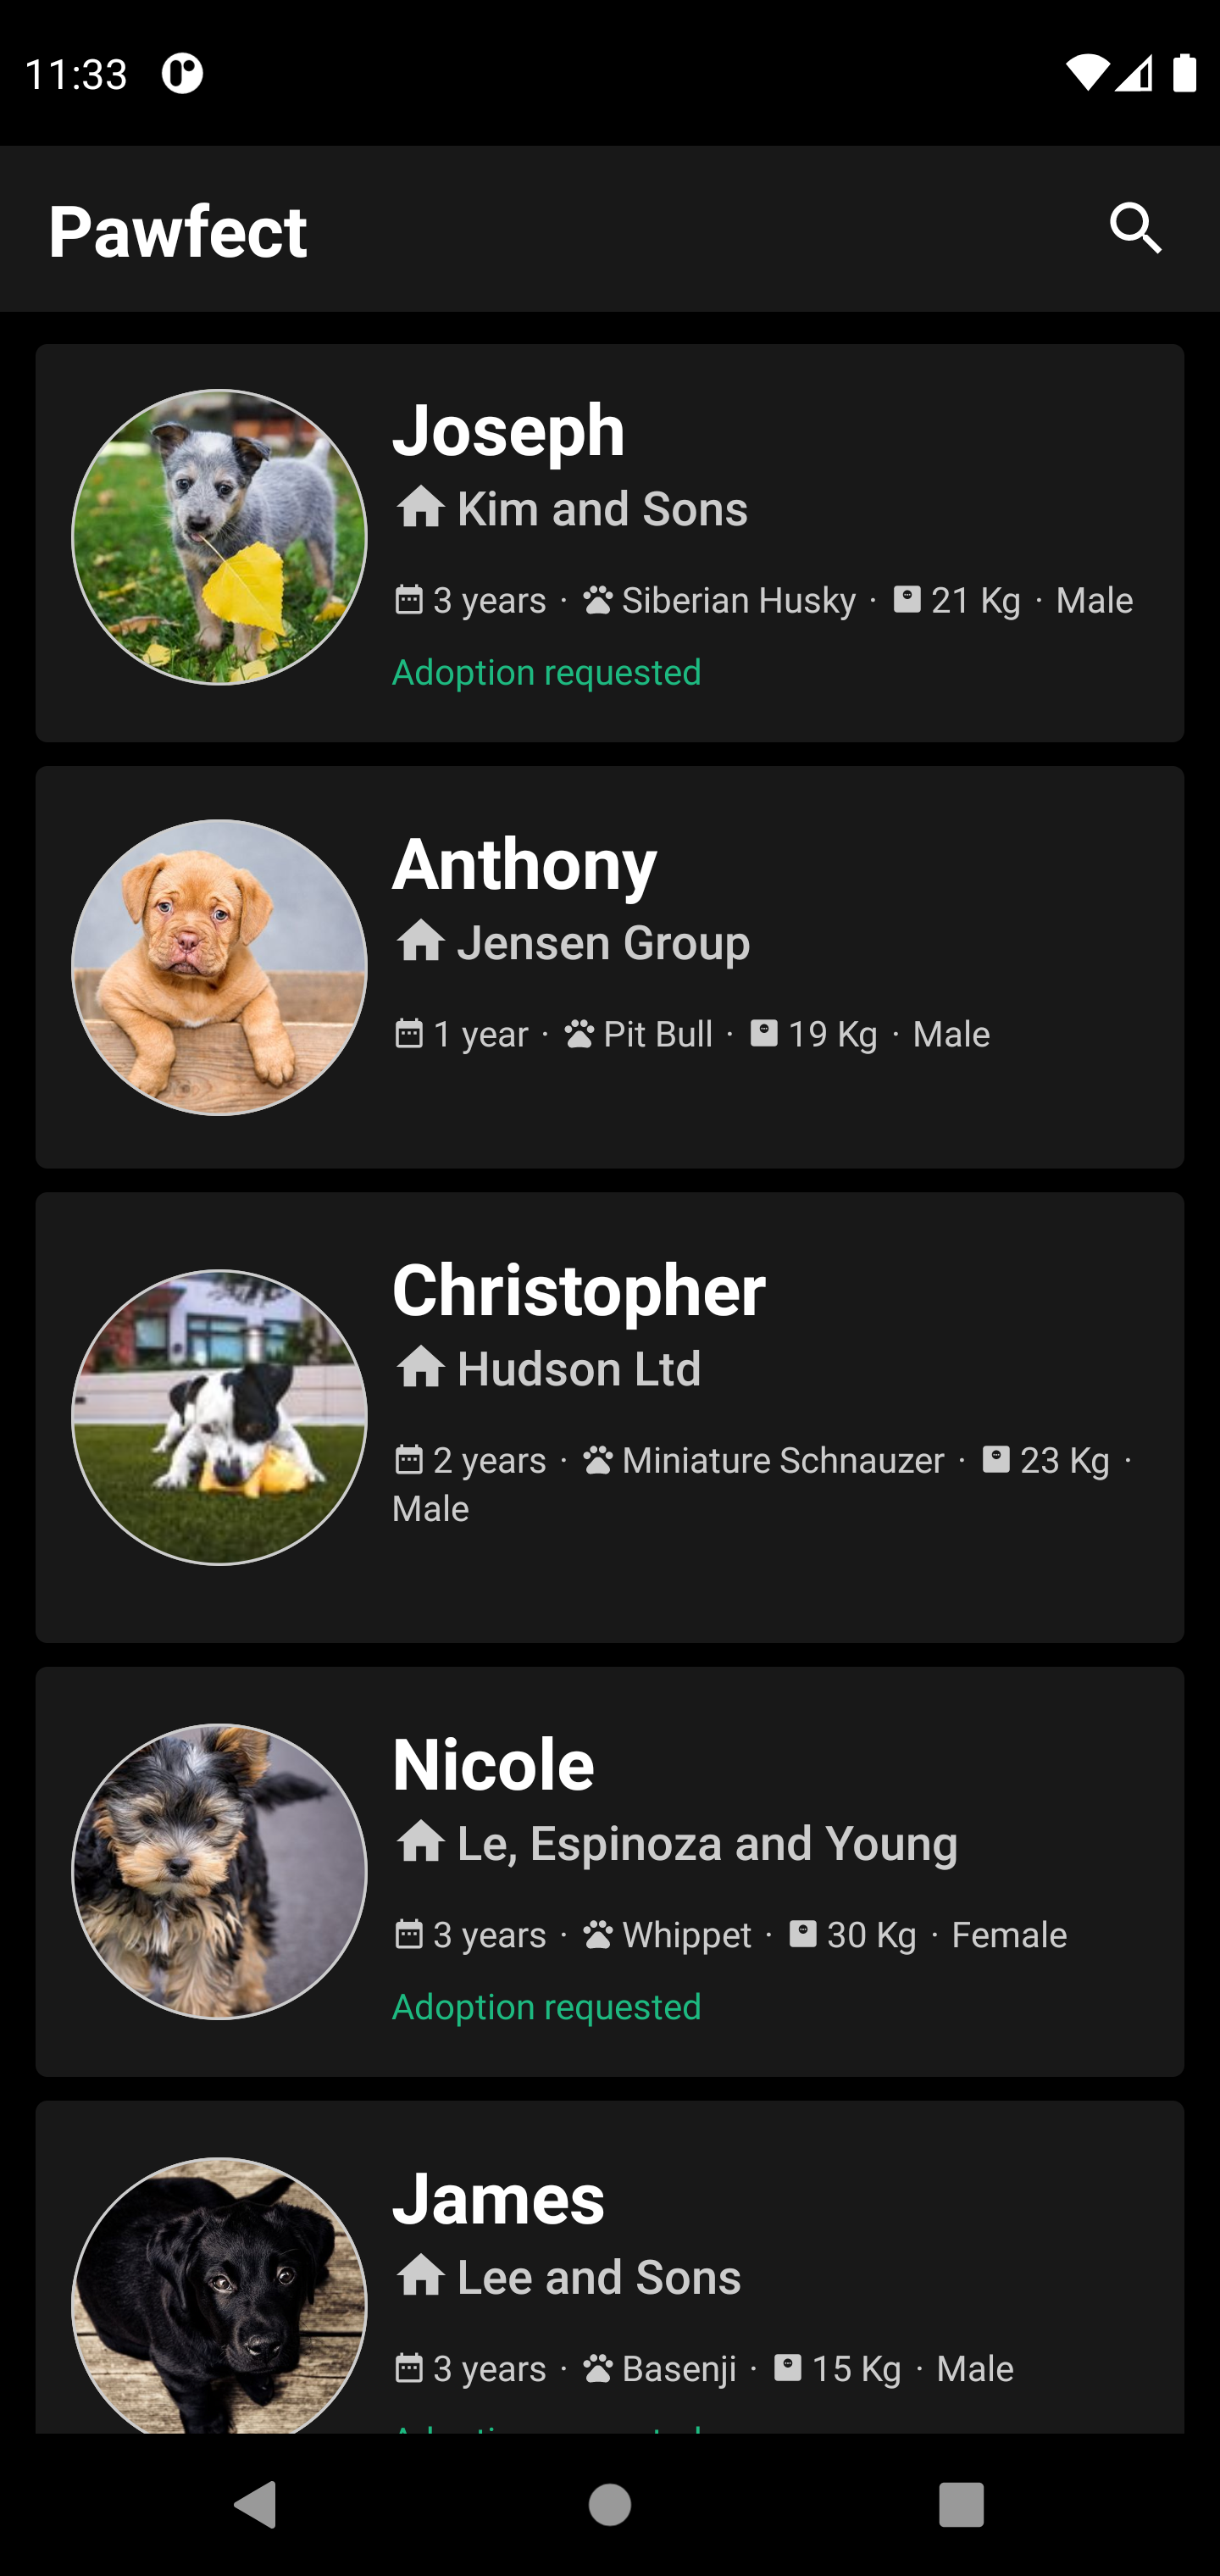 11:33
Pawfect
Joseph
Kim and Sons
3 years · Siberian Husky · 21 Kg · Male
Adoption requested
Anthony
Jensen Group
1 year · Pit Bull · 19 Kg · Male
Christopher
Hudson Ltd
2 years · Miniature Schnauzer · 23 Kg ·
Male
Nicole
Le, Espinoza and Young
3 years · Whippet · 30 Kg · Female
Adoption requested
James
Lee and Sons
3 years · Basenji · 15 Kg · Male